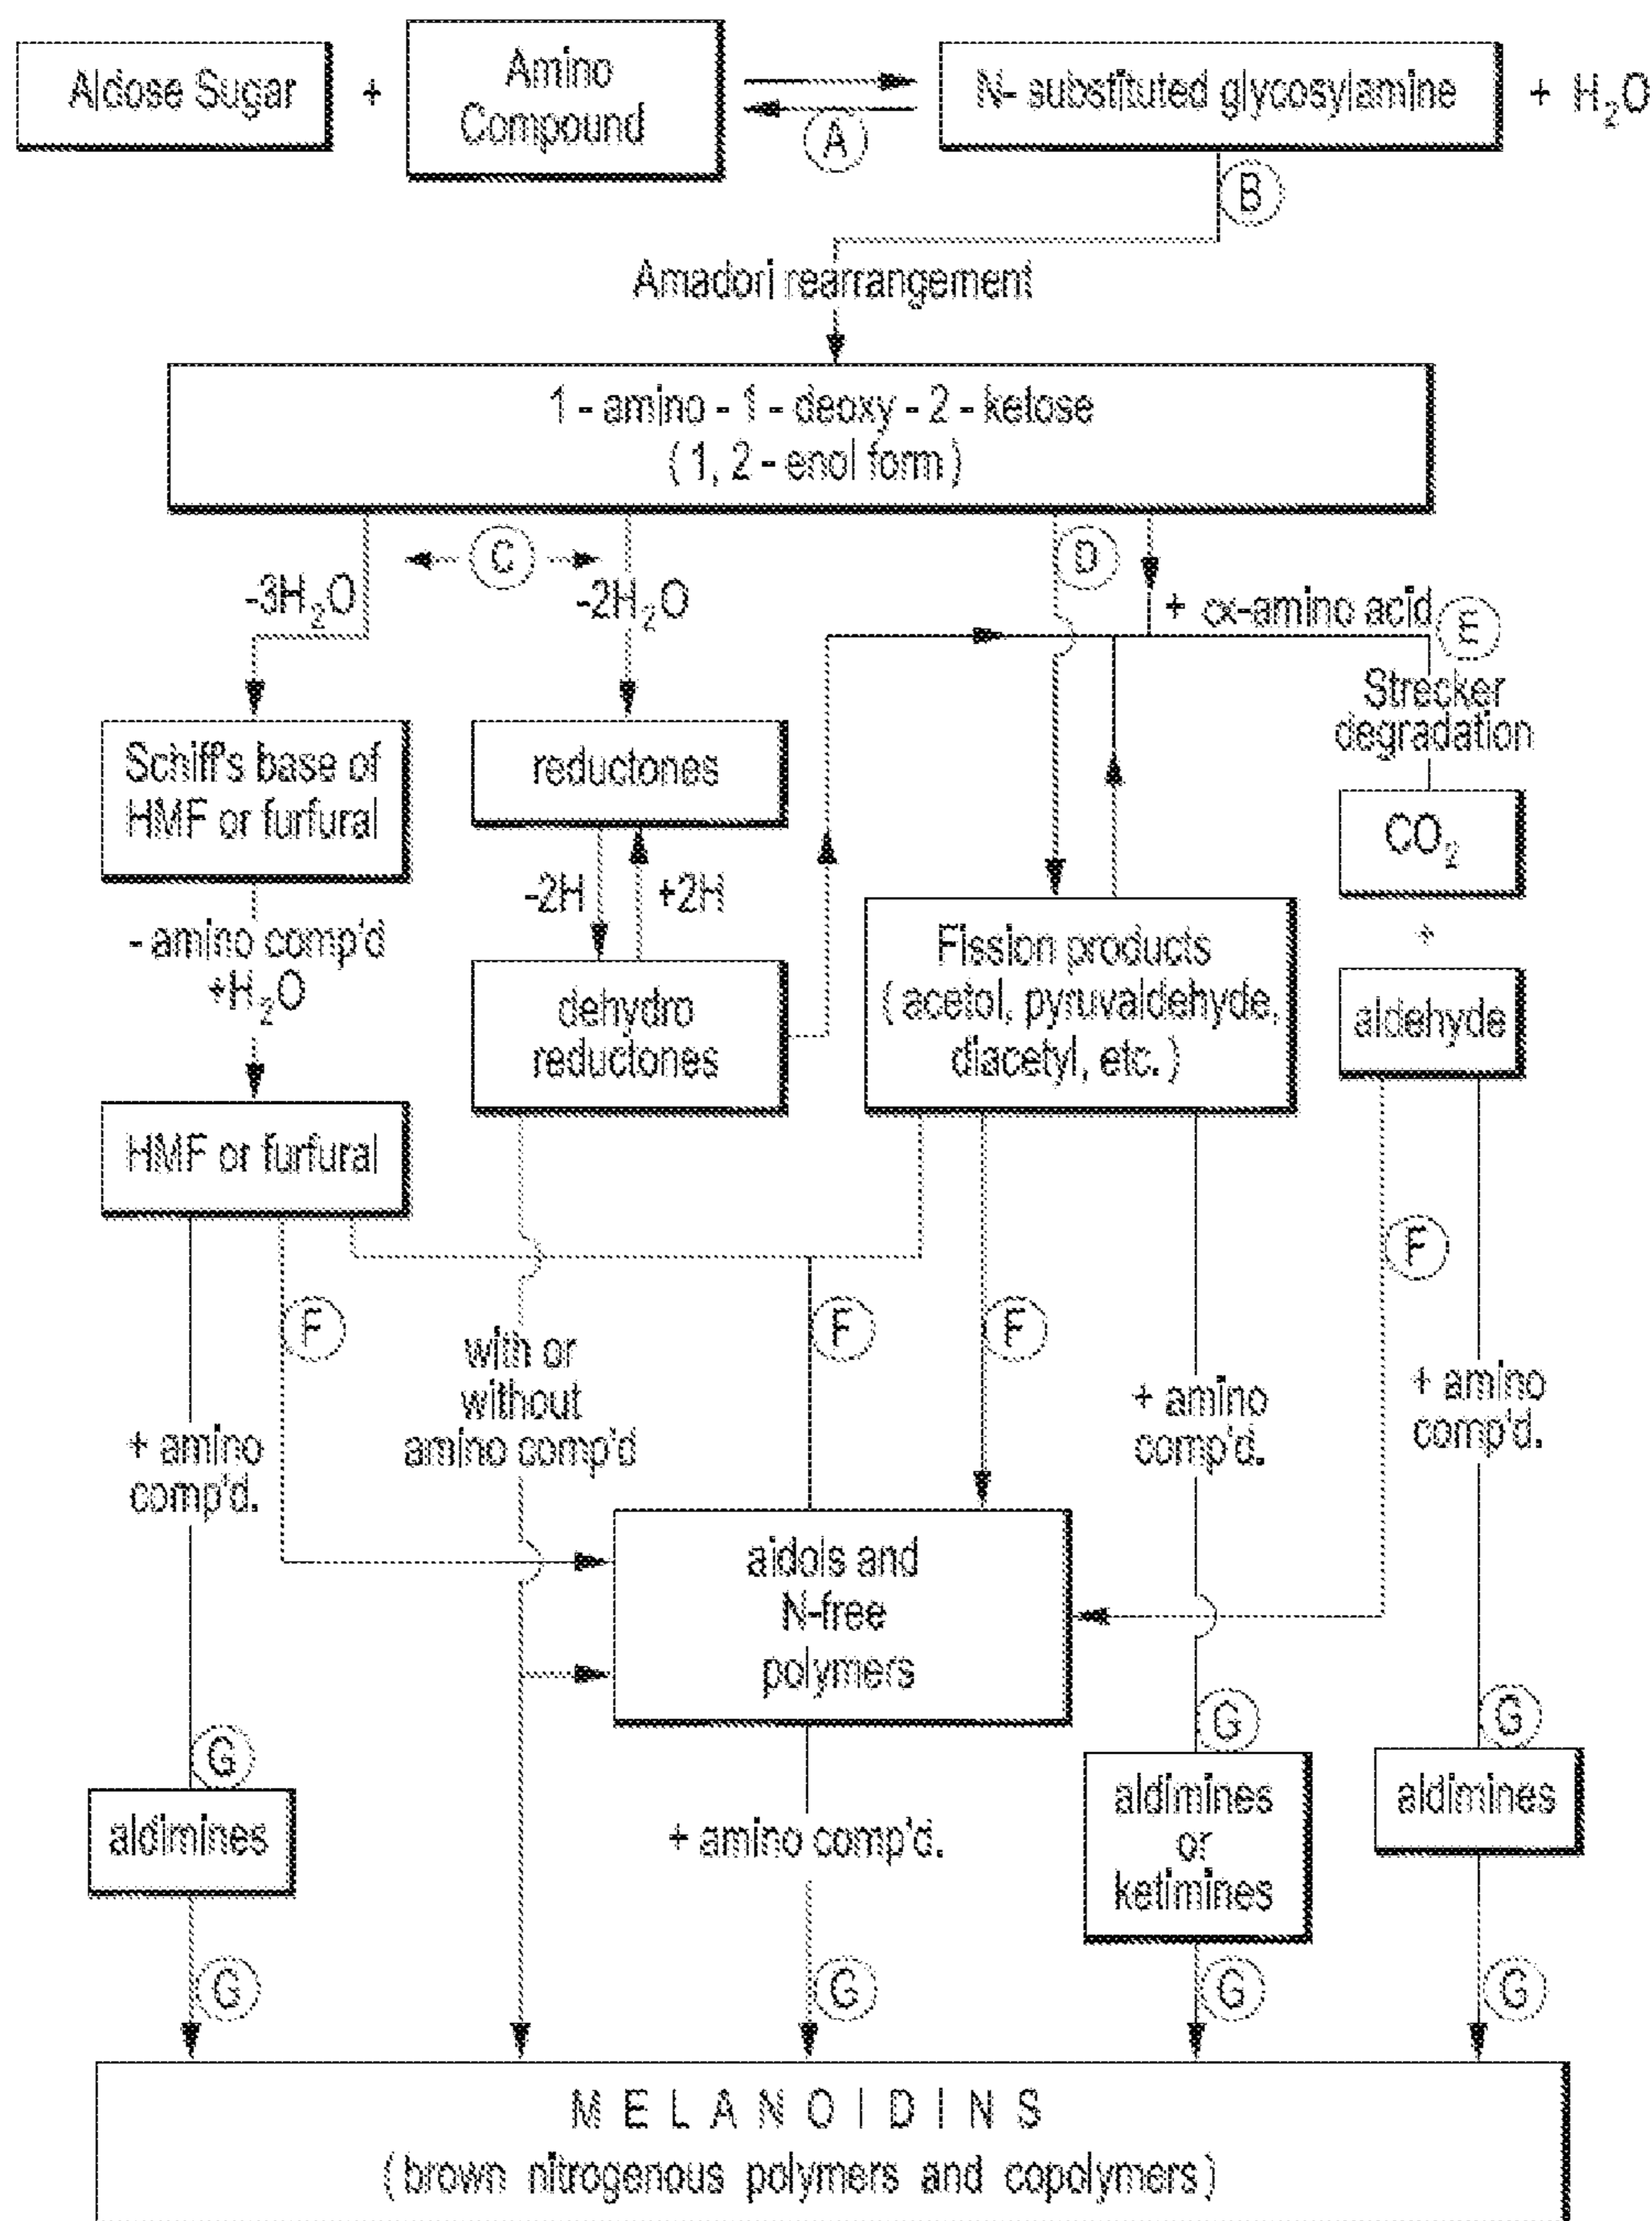 Aldose Sugar + Amino Compound A N- substituted glycosylamine + H₂O
B
Amadori rearrangement
1 - amino - 1 - deoxy - 2 - ketose
( 1, 2 - enol form )
C
D
-3H₂O
-2H₂O
+ α-amino acid
E
Strecker
degradation
Schiff's base of
HMF or furfural
reductones
CO₂
-2H
+2H
- amino comp'd
+H₂O
+
Fission products
( acetol, pyruvaldehyde,
diacetyl, etc. )
dehydro
reductones
aldehyde
HMF or furfural
F
F
F
F
with or
without
amino comp'd
+ amino
comp'd.
+ amino
comp'd.
+ amino
comp'd.
aidols and
N-free
polymers
G
G
G
aldimines
+ amino comp'd.
aldimines
or
ketimines
aldimines
G
G
G
G
M E L A N O I D I N S
( brown nitrogenous polymers and copolymers )